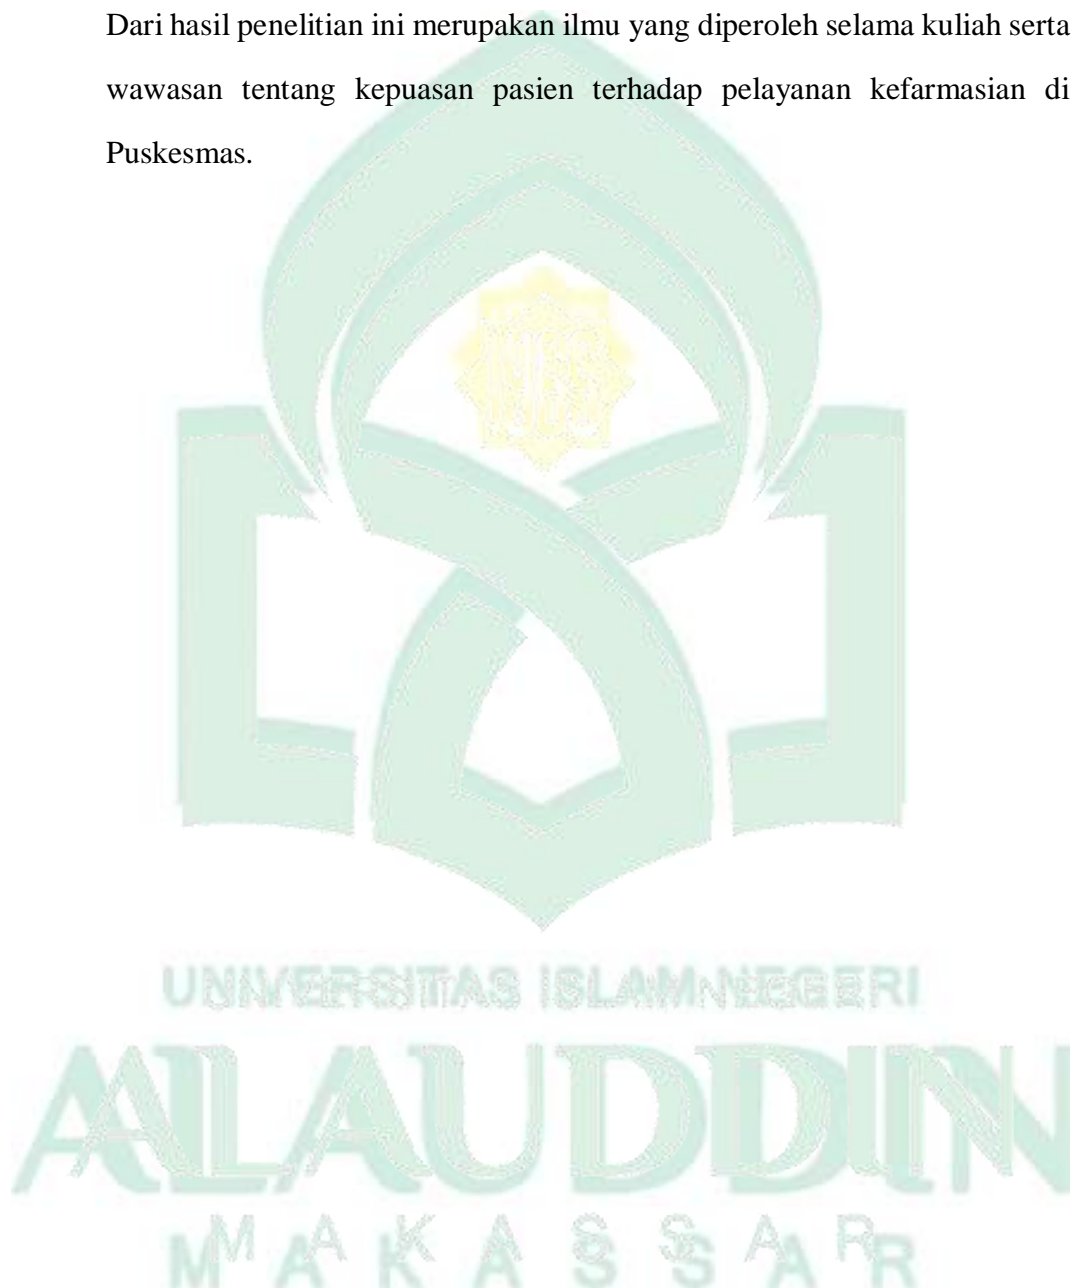 Dari hasil penelitian ini merupakan ilmu yang diperoleh selama kuliah serta
wawasan tentang kepuasan pasien terhadap pelayanan kefarmasian di
Puskesmas.
UNIVERSITAS ISLAM NEGERI
ALAUDDIN
MAKASSAR